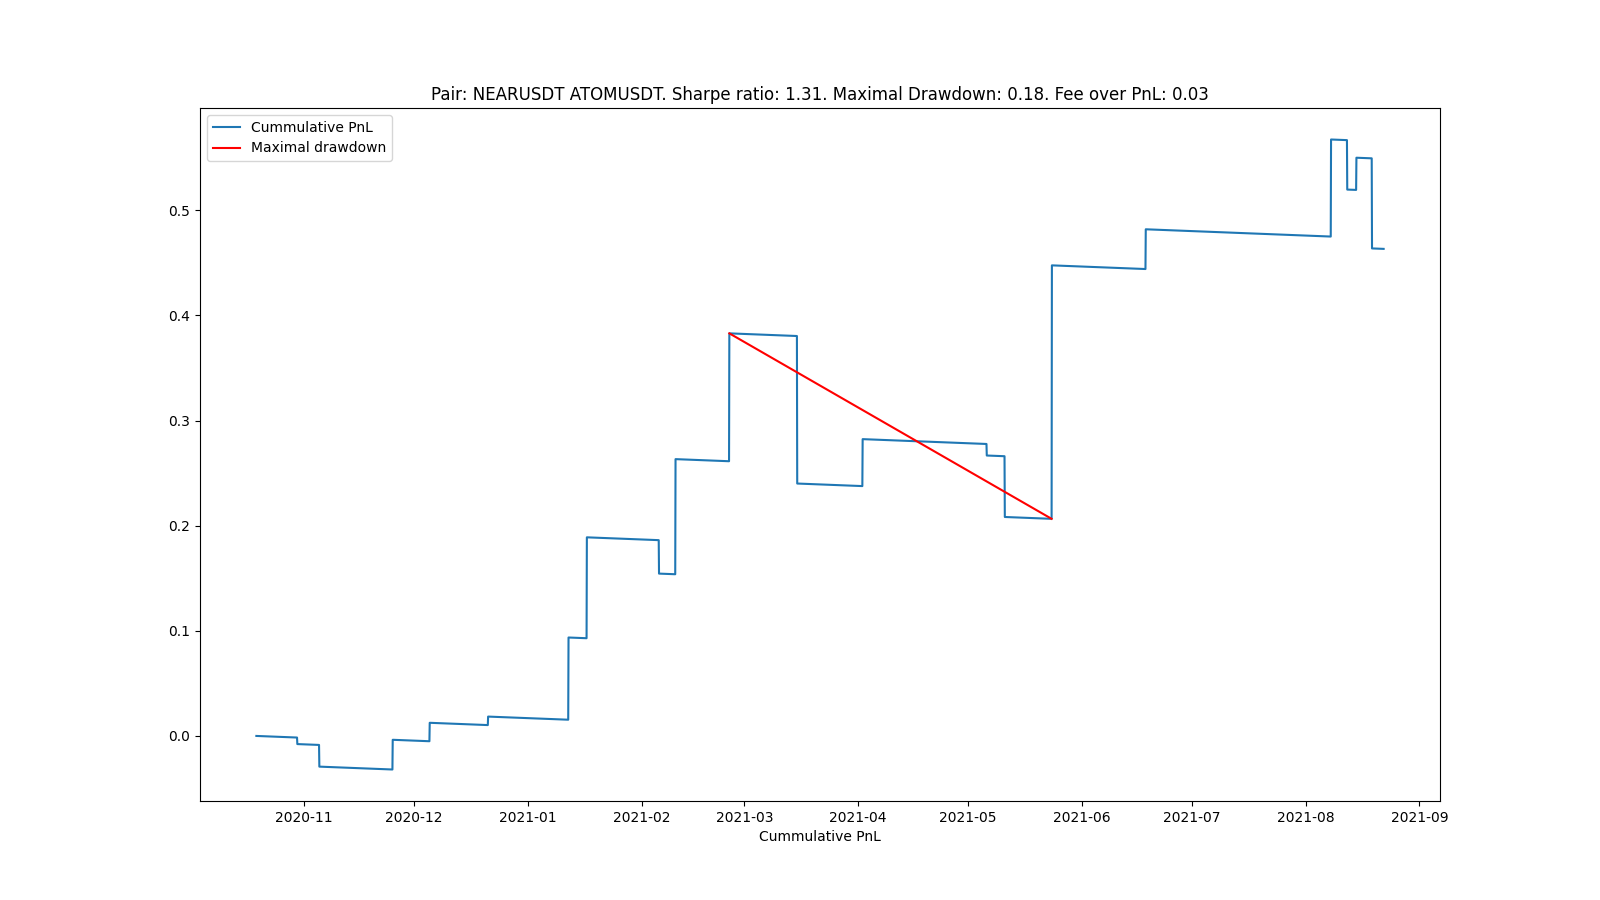 Pair: NEARUSDT ATOMUSDT. Sharpe ratio: 1.31. Maximal Drawdown: 0.18. Fee over PnL: 0.03
Cummulative PnL
Maximal drawdown
0.5
0.4
0.3
0.2
0.1
0.0
2020-11 2020-12 2021-01 2021-02 2021-03 2021-04 2021-05 2021-06 2021-07 2021-08 2021-09
Cummulative PnL